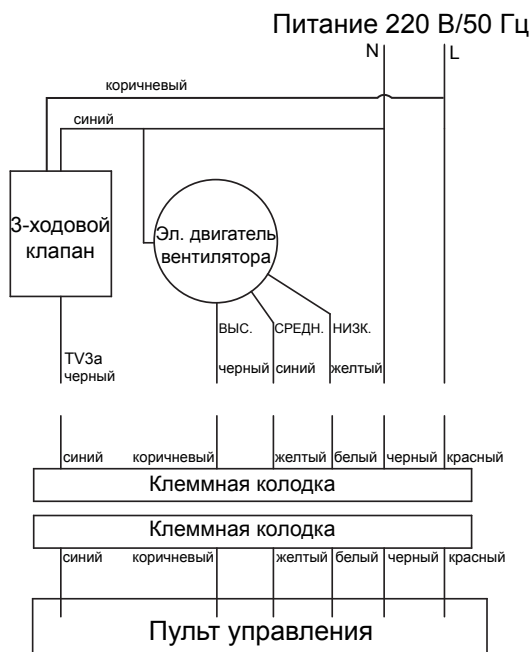 Питание 220 В/50 Гц
N
L
коричневый
синий
3-ходовой
клапан
Эл. двигатель
вентилятора
ВЫС.
СРЕДН.
НИЗК.
TV3a
черный
черный
синий
желтый
синий
коричневый
желтый
белый
черный
красный
Клеммная колодка
Клеммная колодка
синий
коричневый
желтый
белый
черный
красный
Пульт управления